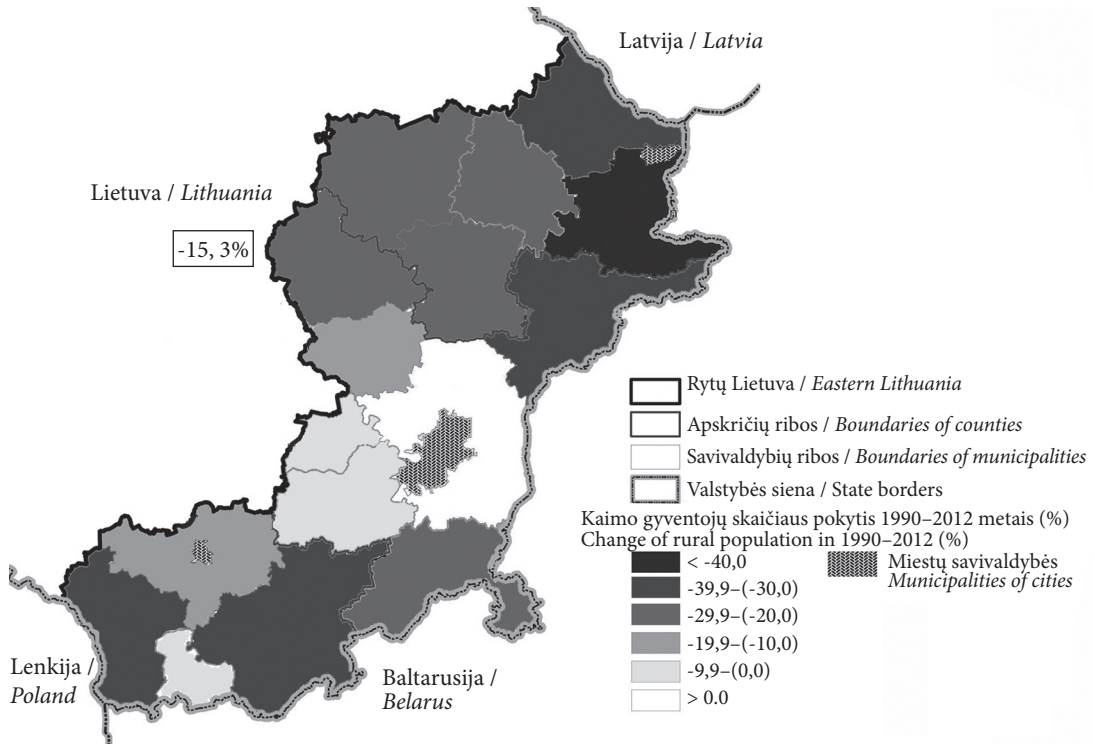 Latvija / Latvia
Lietuva / Lithuania
-15, 3%
Rytų Lietuva / Eastern Lithuania
Apskričių ribos / Boundaries of counties
Savivaldybių ribos / Boundaries of municipalities
Valstybės siena / State borders
Kaimo gyventojų skaičiaus pokytis 1990–2012 metais (%)
Change of rural population in 1990–2012 (%)
< -40,0
-39,9–(-30,0)
-29,9–(-20,0)
-19,9–(-10,0)
-9,9–(0,0)
> 0.0
Miestų savivaldybės
Municipalities of cities
Lenkija /
Poland
Baltarusija /
Belarus